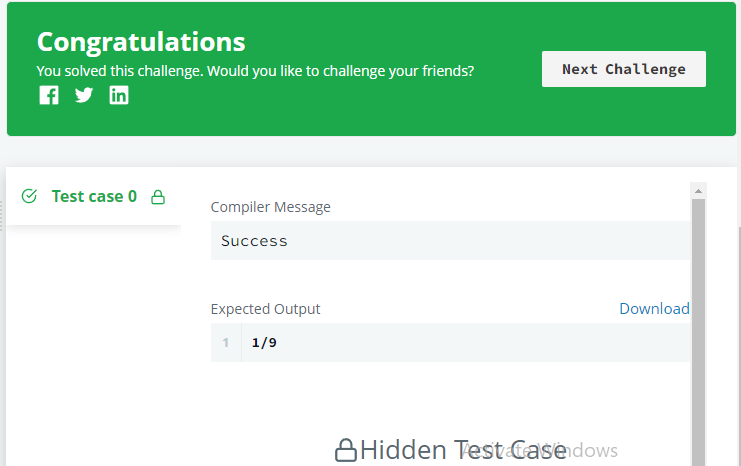 Congratulations
You solved this challenge. Would you like to challenge your friends?
Next Challenge
Test case 0
Compiler Message
Success
Expected Output
Download
1
1/9
Hidden Test Case
Activate Windows